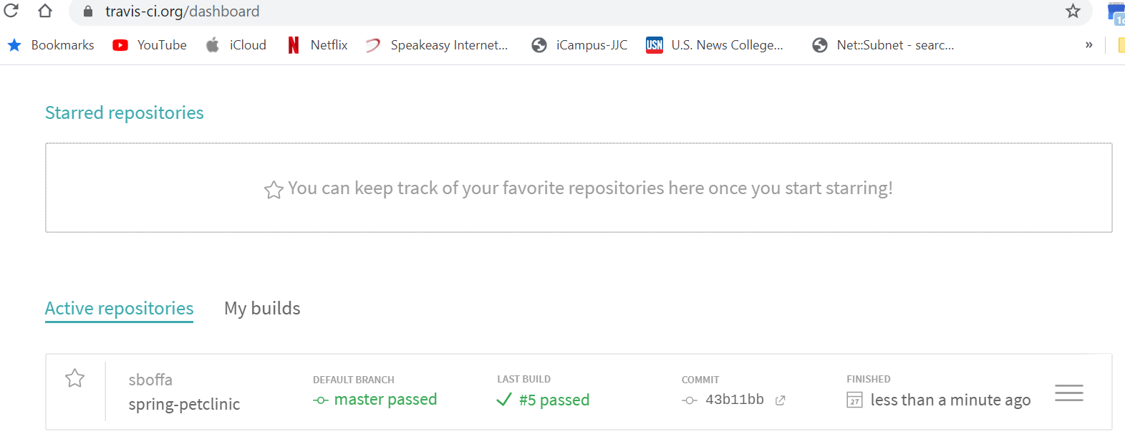 travis-ci.org/dashboard
Bookmarks YouTube iCloud Netflix Speakeasy Internet... iCampus-JJC USN U.S. News College... Net::Subnet - searc... »
Starred repositories
You can keep track of your favorite repositories here once you start starring!
Active repositories My builds
sboffa DEFAULT BRANCH LAST BUILD COMMIT FINISHED
spring-petclinic master passed #5 passed 43b11bb 27 less than a minute ago